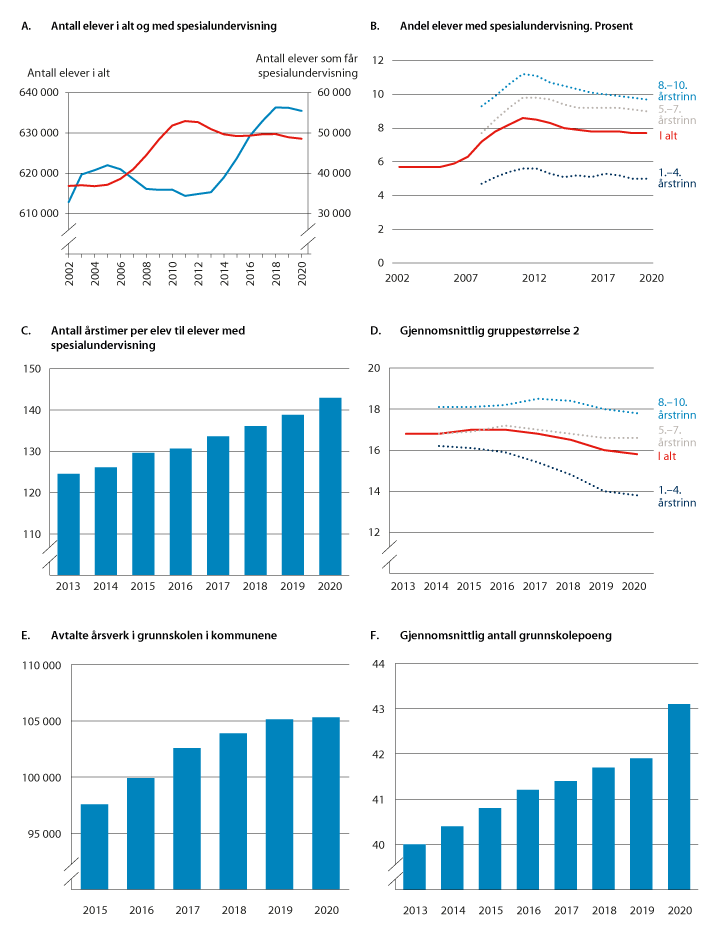 A. Antall elever i alt og med spesialundervisning
Antall elever i alt
Antall elever som får
spesialundervisning
640 000
630 000
620 000
610 000
60 000
50 000
40 000
30 000
2002 2004 2006 2008 2010 2012 2014 2016 2018 2020
B. Andel elever med spesialundervisning. Prosent
12
10
8
6
4
2
0
8.–10.
årstrinn
5.–7.
årstrinn
I alt
1.–4.
årstrinn
2002 2007 2012 2017 2020
C. Antall årstimer per elev til elever med
spesialundervisning
150
140
130
120
110
2013 2014 2015 2016 2017 2018 2019 2020
D. Gjennomsnittlig gruppestørrelse 2
20
18
16
14
12
8.–10.
årstrinn
5.–7.
årstrinn
I alt
1.–4.
årstrinn
2013 2014 2015 2016 2017 2018 2019 2020
E. Avtalte årsverk i grunnskolen i kommunene
110 000
105 000
100 000
95 000
2015 2016 2017 2018 2019 2020
F. Gjennomsnittlig antall grunnskolepoeng
44
43
42
41
40
2013 2014 2015 2016 2017 2018 2019 2020